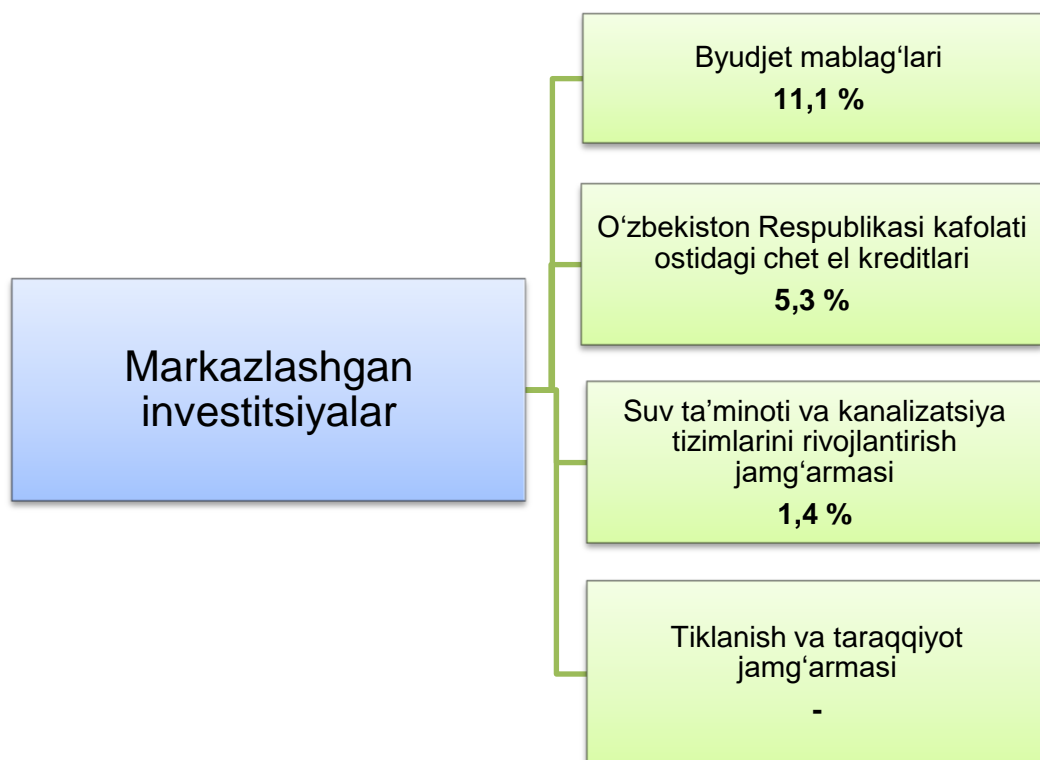 Byudjet mablag‘lari
11,1 %
O‘zbekiston Respublikasi kafolati
ostidagi chet el kreditlari
5,3 %
Markazlashgan
investitsiyalar
Suv ta’minoti va kanalizatsiya
tizimlarini rivojlantirish
jamg‘armasi
1,4 %
Tiklanish va taraqqiyot
jamg‘armasi
-